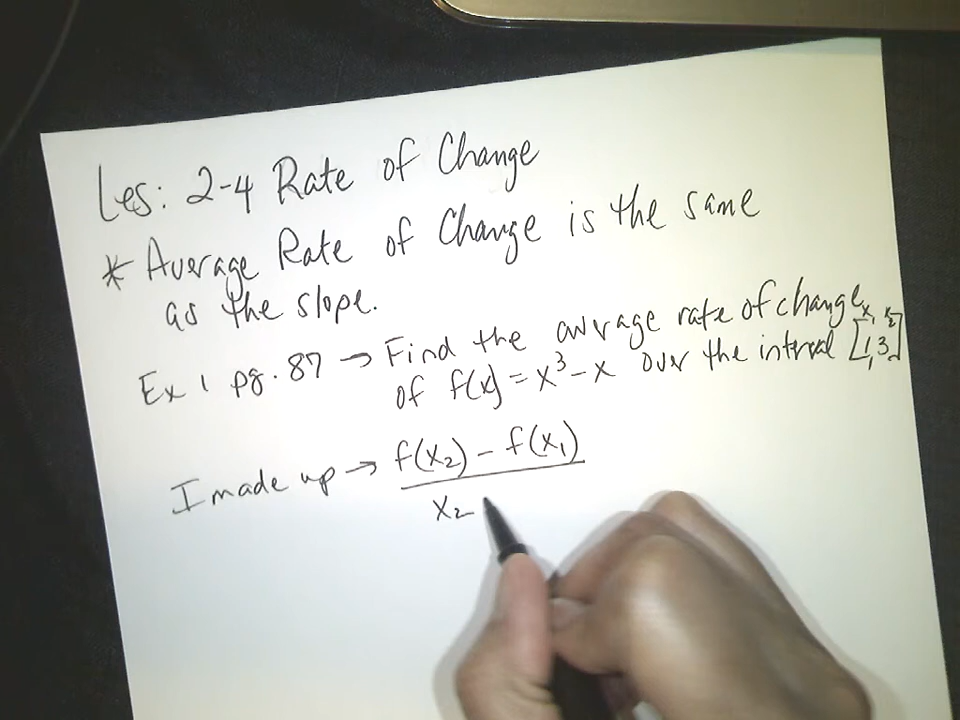 Les: 2-4 Rate of Change
* Average Rate of Change is the same
as the slope.
Ex 1 pg. 87 → Find the average rate of change
x₁ x₂
of f(x) = x³ - x over the interval [1,3]
I made up → f(x₂) - f(x₁)
x₂ -